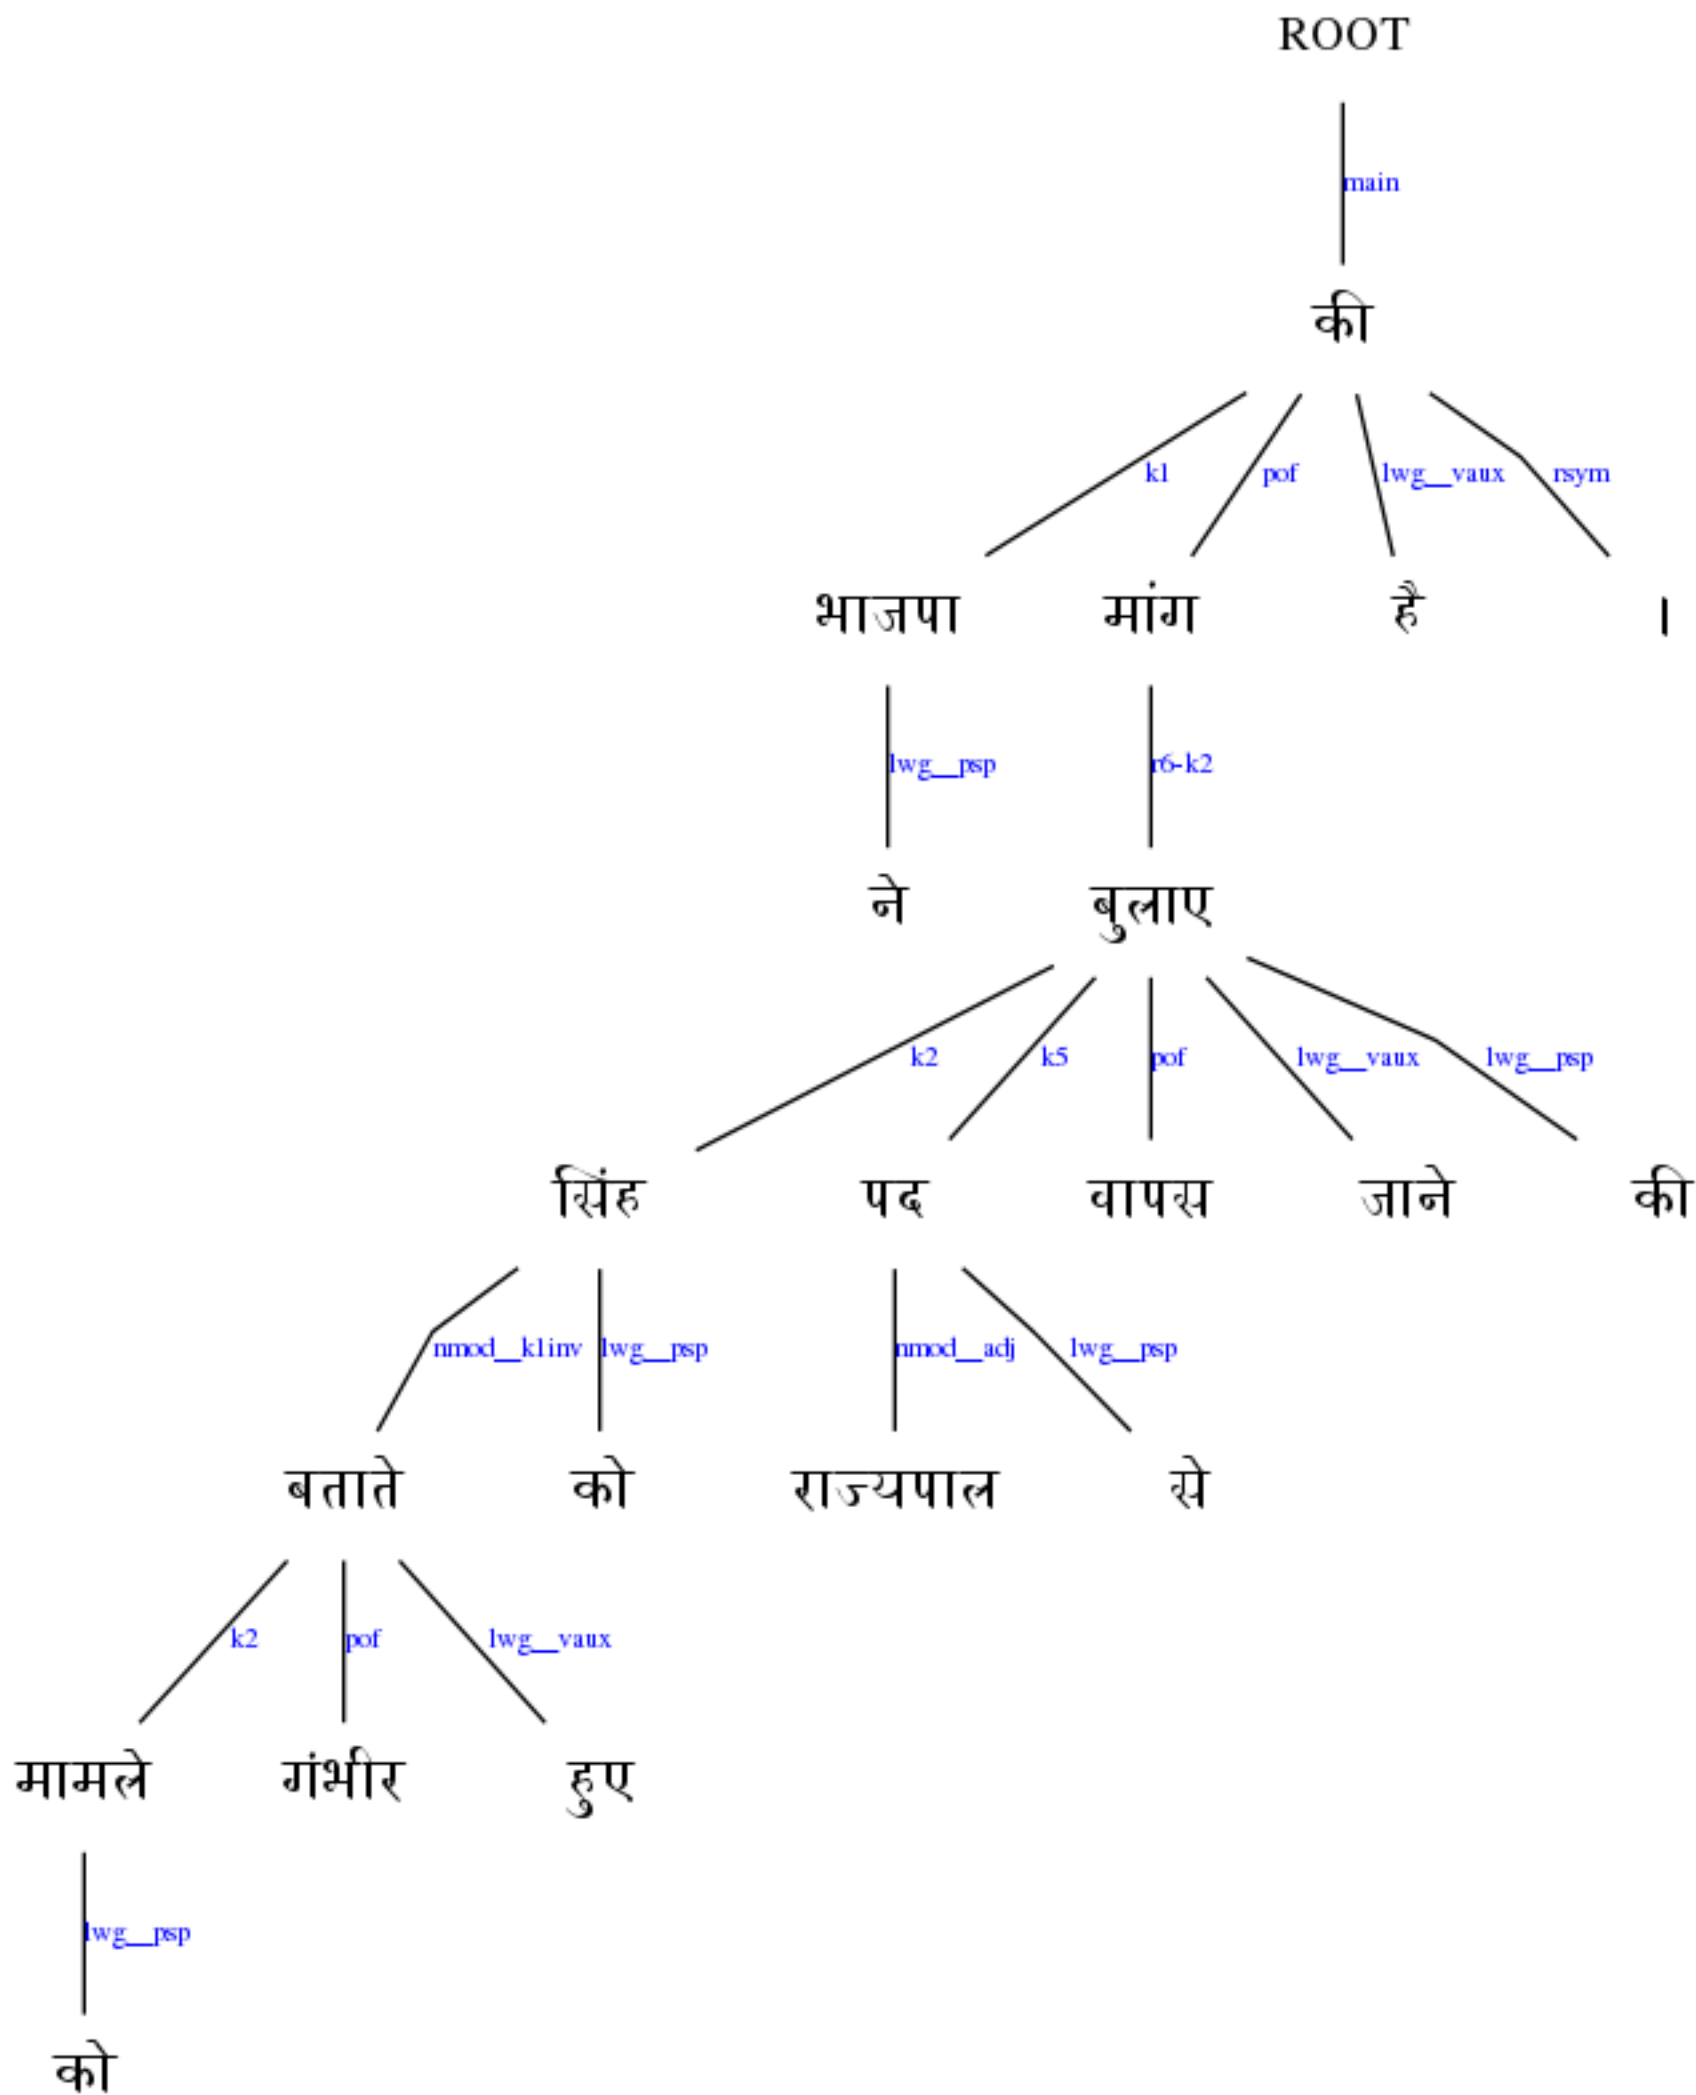 ROOT
main
की
k1 pof lwg__vaux rsym
भाजपा मांग है ।
lwg__psp r6-k2
ने बुलाए
k2 k5 pof lwg__vaux lwg__psp
सिंह पद वापस जाने की
nmod__k1inv lwg__psp nmod__adj lwg__psp
बताते को राज्यपाल से
k2 pof lwg__vaux
मामले गंभीर हुए
lwg__psp
को